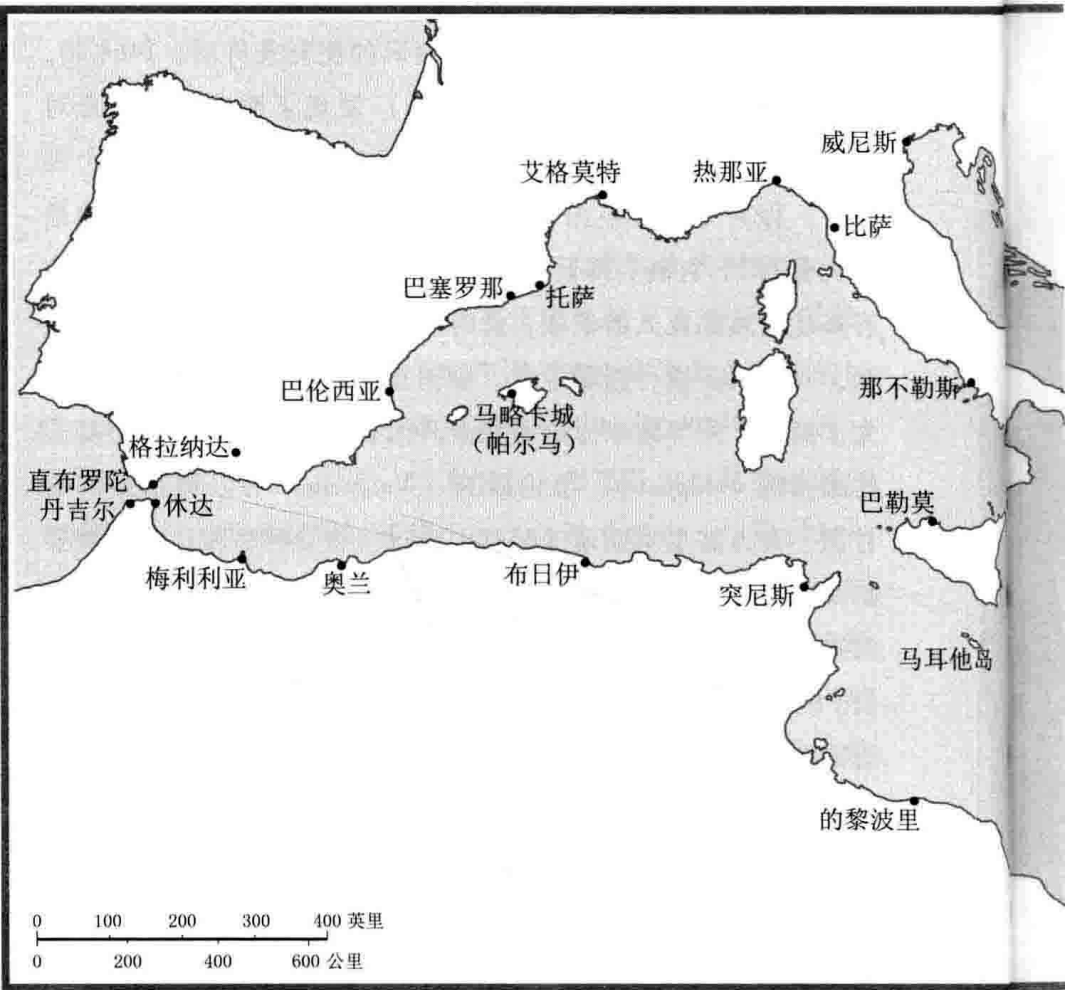 威尼斯
艾格莫特
热那亚
比萨
巴塞罗那
托萨
巴伦西亚
马略卡城
（帕尔马）
那不勒斯
格拉纳达
直布罗陀
丹吉尔
休达
巴勒莫
梅利利亚
奥兰
布日伊
突尼斯
马耳他岛
的黎波里
0 100 200 300 400 英里
0 200 400 600 公里